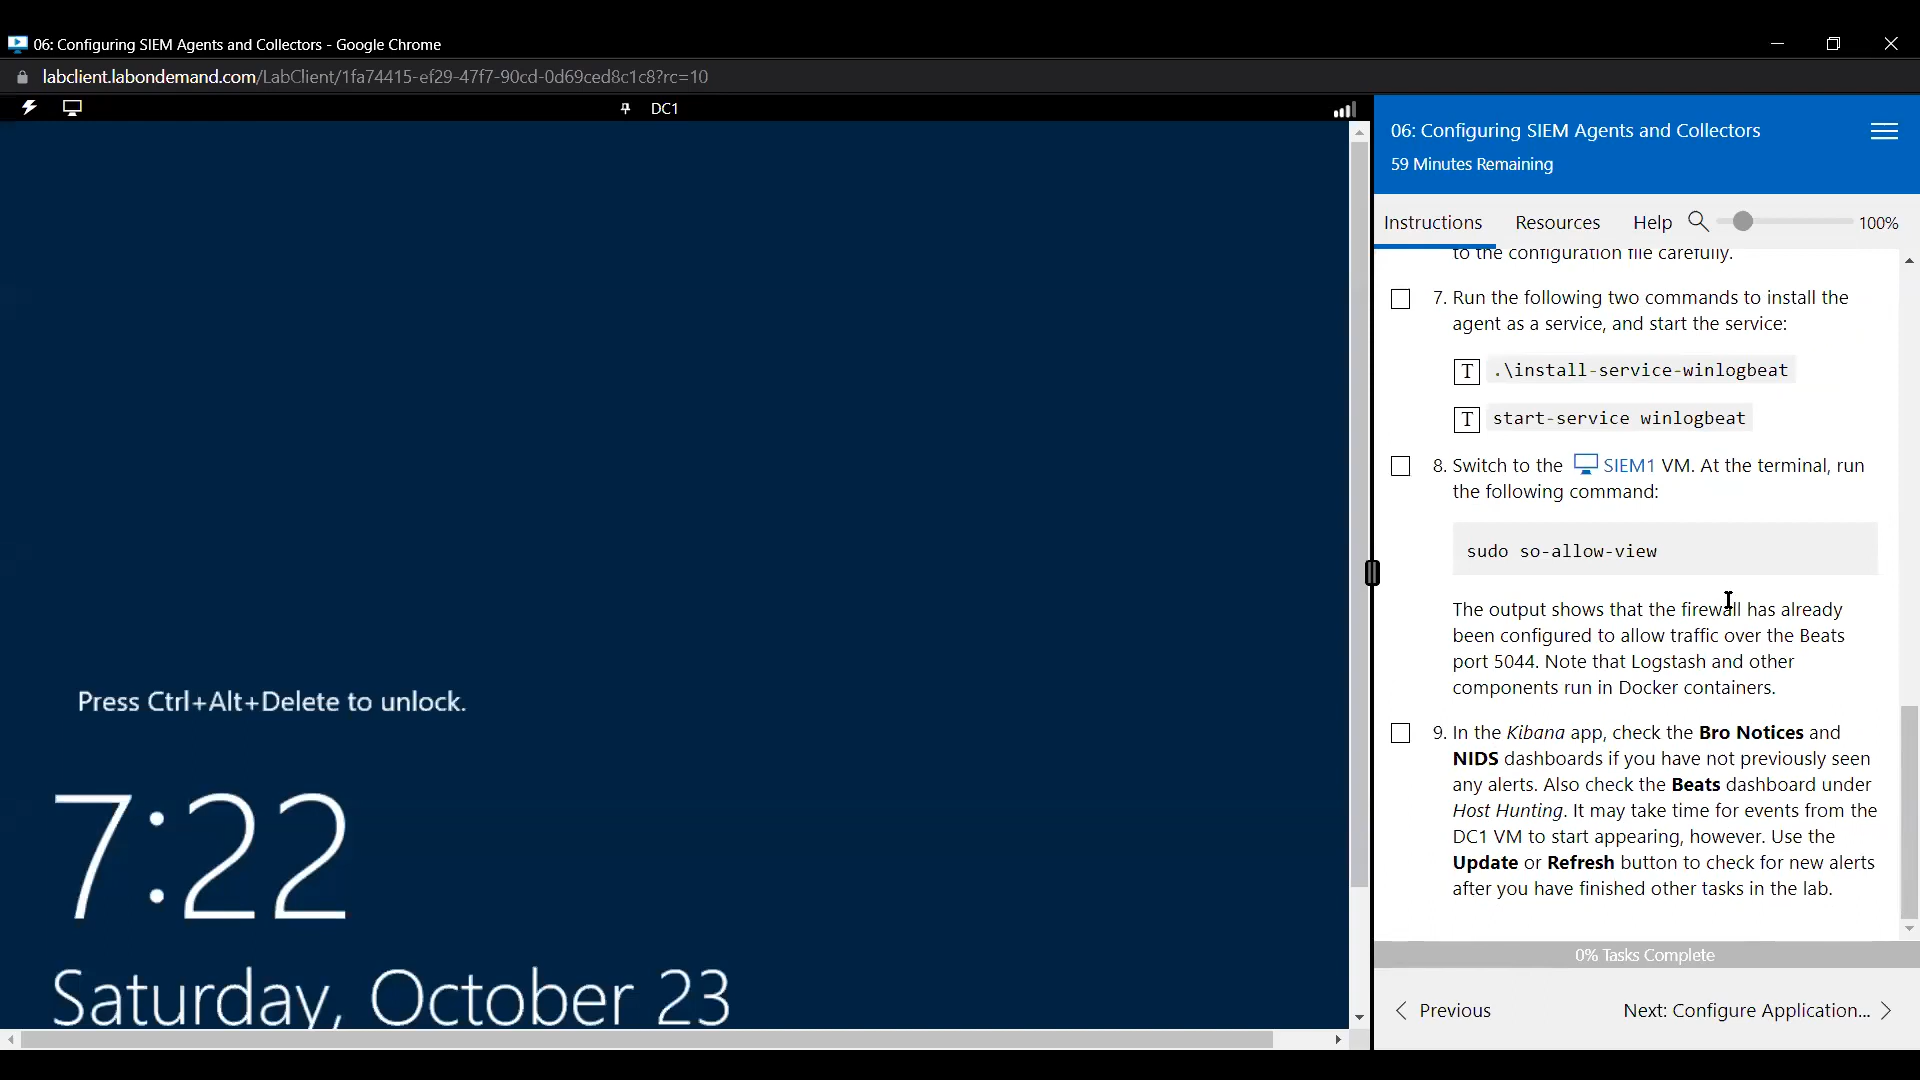 06: Configuring SIEM Agents and Collectors - Google Chrome
labclient.labondemand.com/LabClient/1fa74415-ef29-47f7-90cd-0d69ced8c1c8?rc=10
DC1
Press Ctrl+Alt+Delete to unlock.
7:22
Saturday, October 23
06: Configuring SIEM Agents and Collectors
59 Minutes Remaining
Instructions Resources Help 100%
to the configuration file carefully.
7. Run the following two commands to install the
agent as a service, and start the service:
T .\install-service-winlogbeat
T start-service winlogbeat
8. Switch to the SIEM1 VM. At the terminal, run
the following command:
sudo so-allow-view
The output shows that the firewall has already
been configured to allow traffic over the Beats
port 5044. Note that Logstash and other
components run in Docker containers.
9. In the Kibana app, check the Bro Notices and
NIDS dashboards if you have not previously seen
any alerts. Also check the Beats dashboard under
Host Hunting. It may take time for events from the
DC1 VM to start appearing, however. Use the
Update or Refresh button to check for new alerts
after you have finished other tasks in the lab.
0% Tasks Complete
Previous
Next: Configure Application...